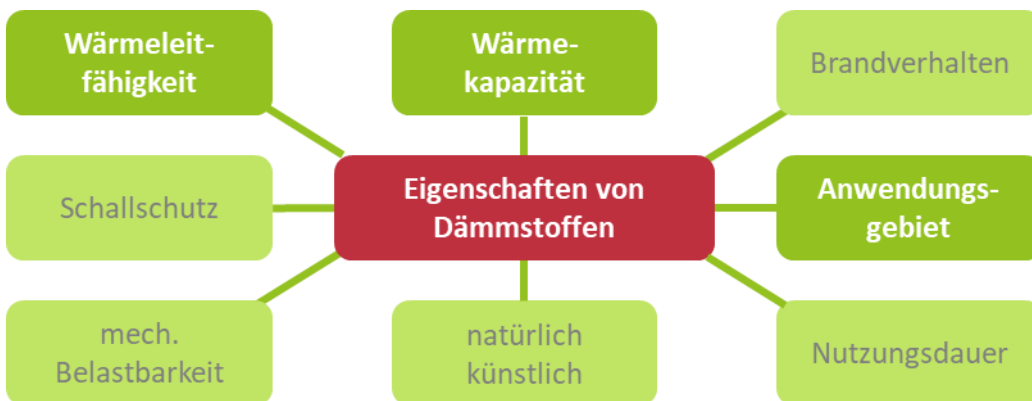 Wärmeleit-
fähigkeit
Wärme-
kapazität
Brandverhalten
Schallschutz
Eigenschaften von
Dämmstoffen
Anwendungs-
gebiet
mech.
Belastbarkeit
natürlich
künstlich
Nutzungsdauer